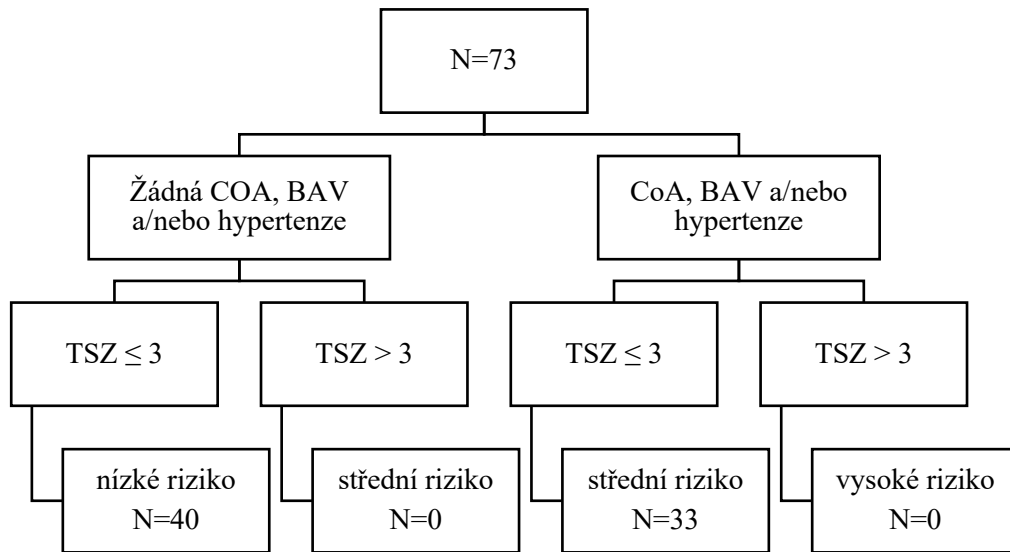 N=73
Žádná COA, BAV
a/nebo hypertenze
CoA, BAV a/nebo
hypertenze
TSZ ≤ 3
TSZ > 3
TSZ ≤ 3
TSZ > 3
nízké riziko
N=40
střední riziko
N=0
střední riziko
N=33
vysoké riziko
N=0